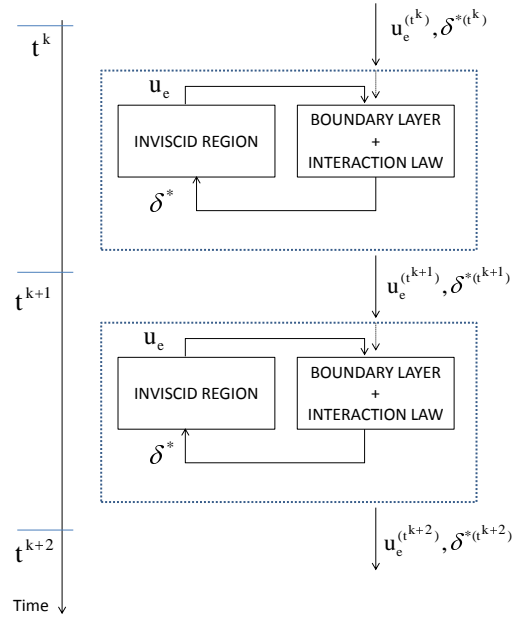 t^k
u_e^(t^k), δ*^(t^k)
u_e
INVISCID REGION
BOUNDARY LAYER
+
INTERACTION LAW
δ*
t^k+1
u_e^(t^k+1), δ*^(t^k+1)
u_e
INVISCID REGION
BOUNDARY LAYER
+
INTERACTION LAW
δ*
t^k+2
u_e^(t^k+2), δ*^(t^k+2)
Time